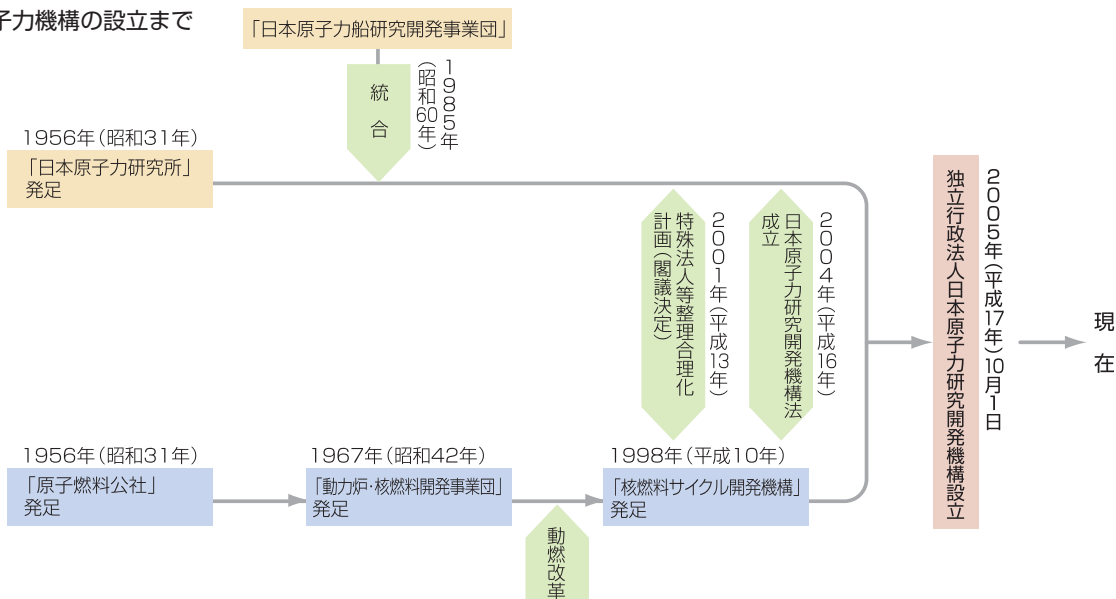 子力機構の設立まで
「日本原子力船研究開発事業団」
統合
1985年
(昭和60年)
1956年(昭和31年)
「日本原子力研究所」
発足
特殊法人等整理合理化
計画(閣議決定)
2001年(平成13年)
日本原子力研究開発機構法
成立
2004年(平成16年)
独立行政法人日本原子力研究開発機構設立
2005年(平成17年)10月1日
現在
1956年(昭和31年)
「原子燃料公社」
発足
1967年(昭和42年)
「動力炉・核燃料開発事業団」
発足
1998年(平成10年)
「核燃料サイクル開発機構」
発足
動燃改革